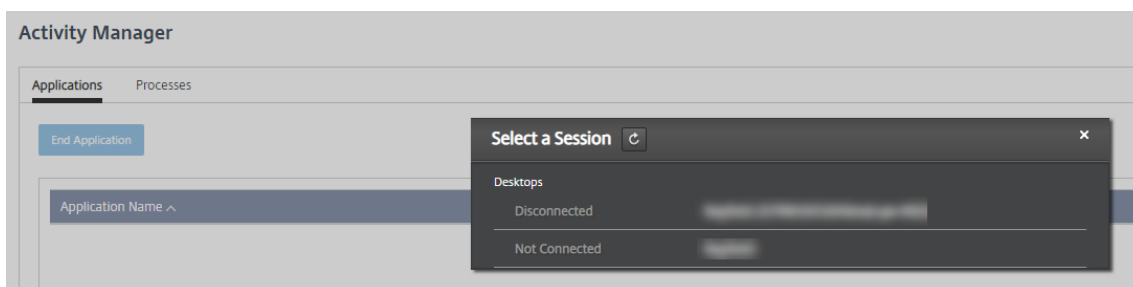 Activity Manager
Applications Processes
End Application
Application Name
Select a Session
×
Desktops
Disconnected
Not Connected